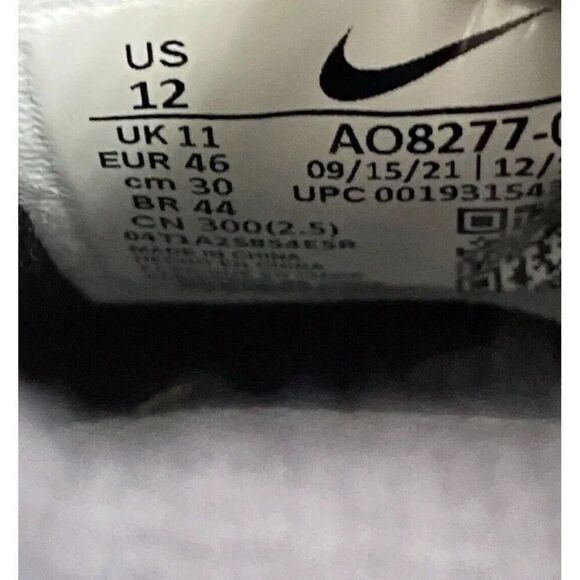 US
12
UK 11
EUR 46
cm 30
BR 44
CN 300(2.5)
MADE IN CHINA
AO8277-
09/15/21 | 12/
UPC 00193154